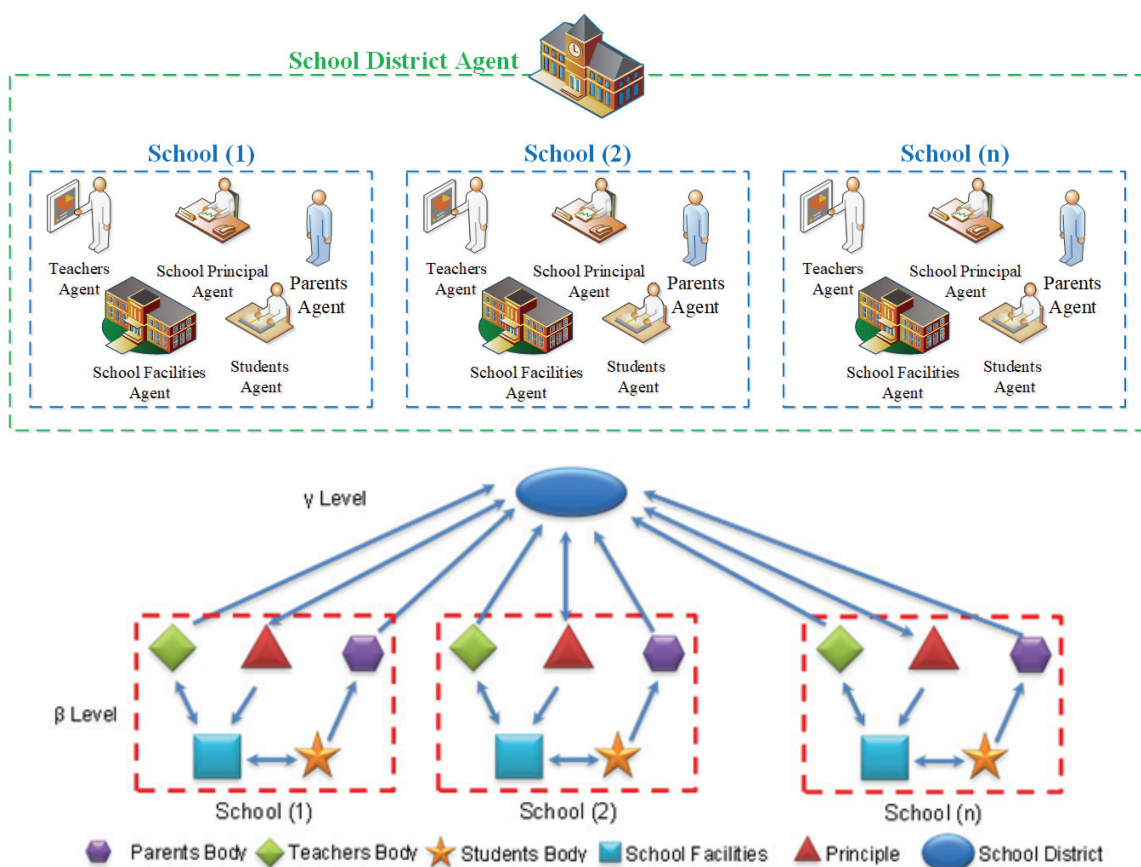 School District Agent
School (1)
School (2)
School (n)
Teachers
Agent
School Principal
Agent
Parents
Agent
School Facilities
Agent
Students
Agent
Teachers
Agent
School Principal
Agent
Parents
Agent
School Facilities
Agent
Students
Agent
Teachers
Agent
School Principal
Agent
Parents
Agent
School Facilities
Agent
Students
Agent
γ Level
β Level
School (1)
School (2)
School (n)
Parents Body
Teachers Body
Students Body
School Facilities
Principle
School District